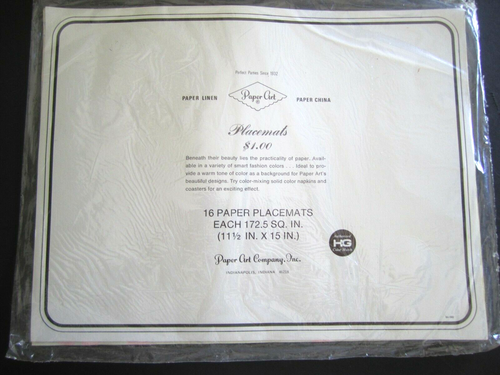 Perfect Parties Since 1932
PAPER LINEN
Paper Art
®
PAPER CHINA
Placemats
$1.00
Beneath their beauty lies the practicality of paper. Avail-
able in a variety of smart fashion colors . . . Ideal to pro-
vide a warm tone of color as a background for Paper Art's
beautiful designs. Try color-mixing solid color napkins and
coasters for an exciting effect.
16 PAPER PLACEMATS
EACH 172.5 SQ. IN.
(11½ IN. X 15 IN.)
HG
Paper Art Company, Inc.
INDIANAPOLIS, INDIANA